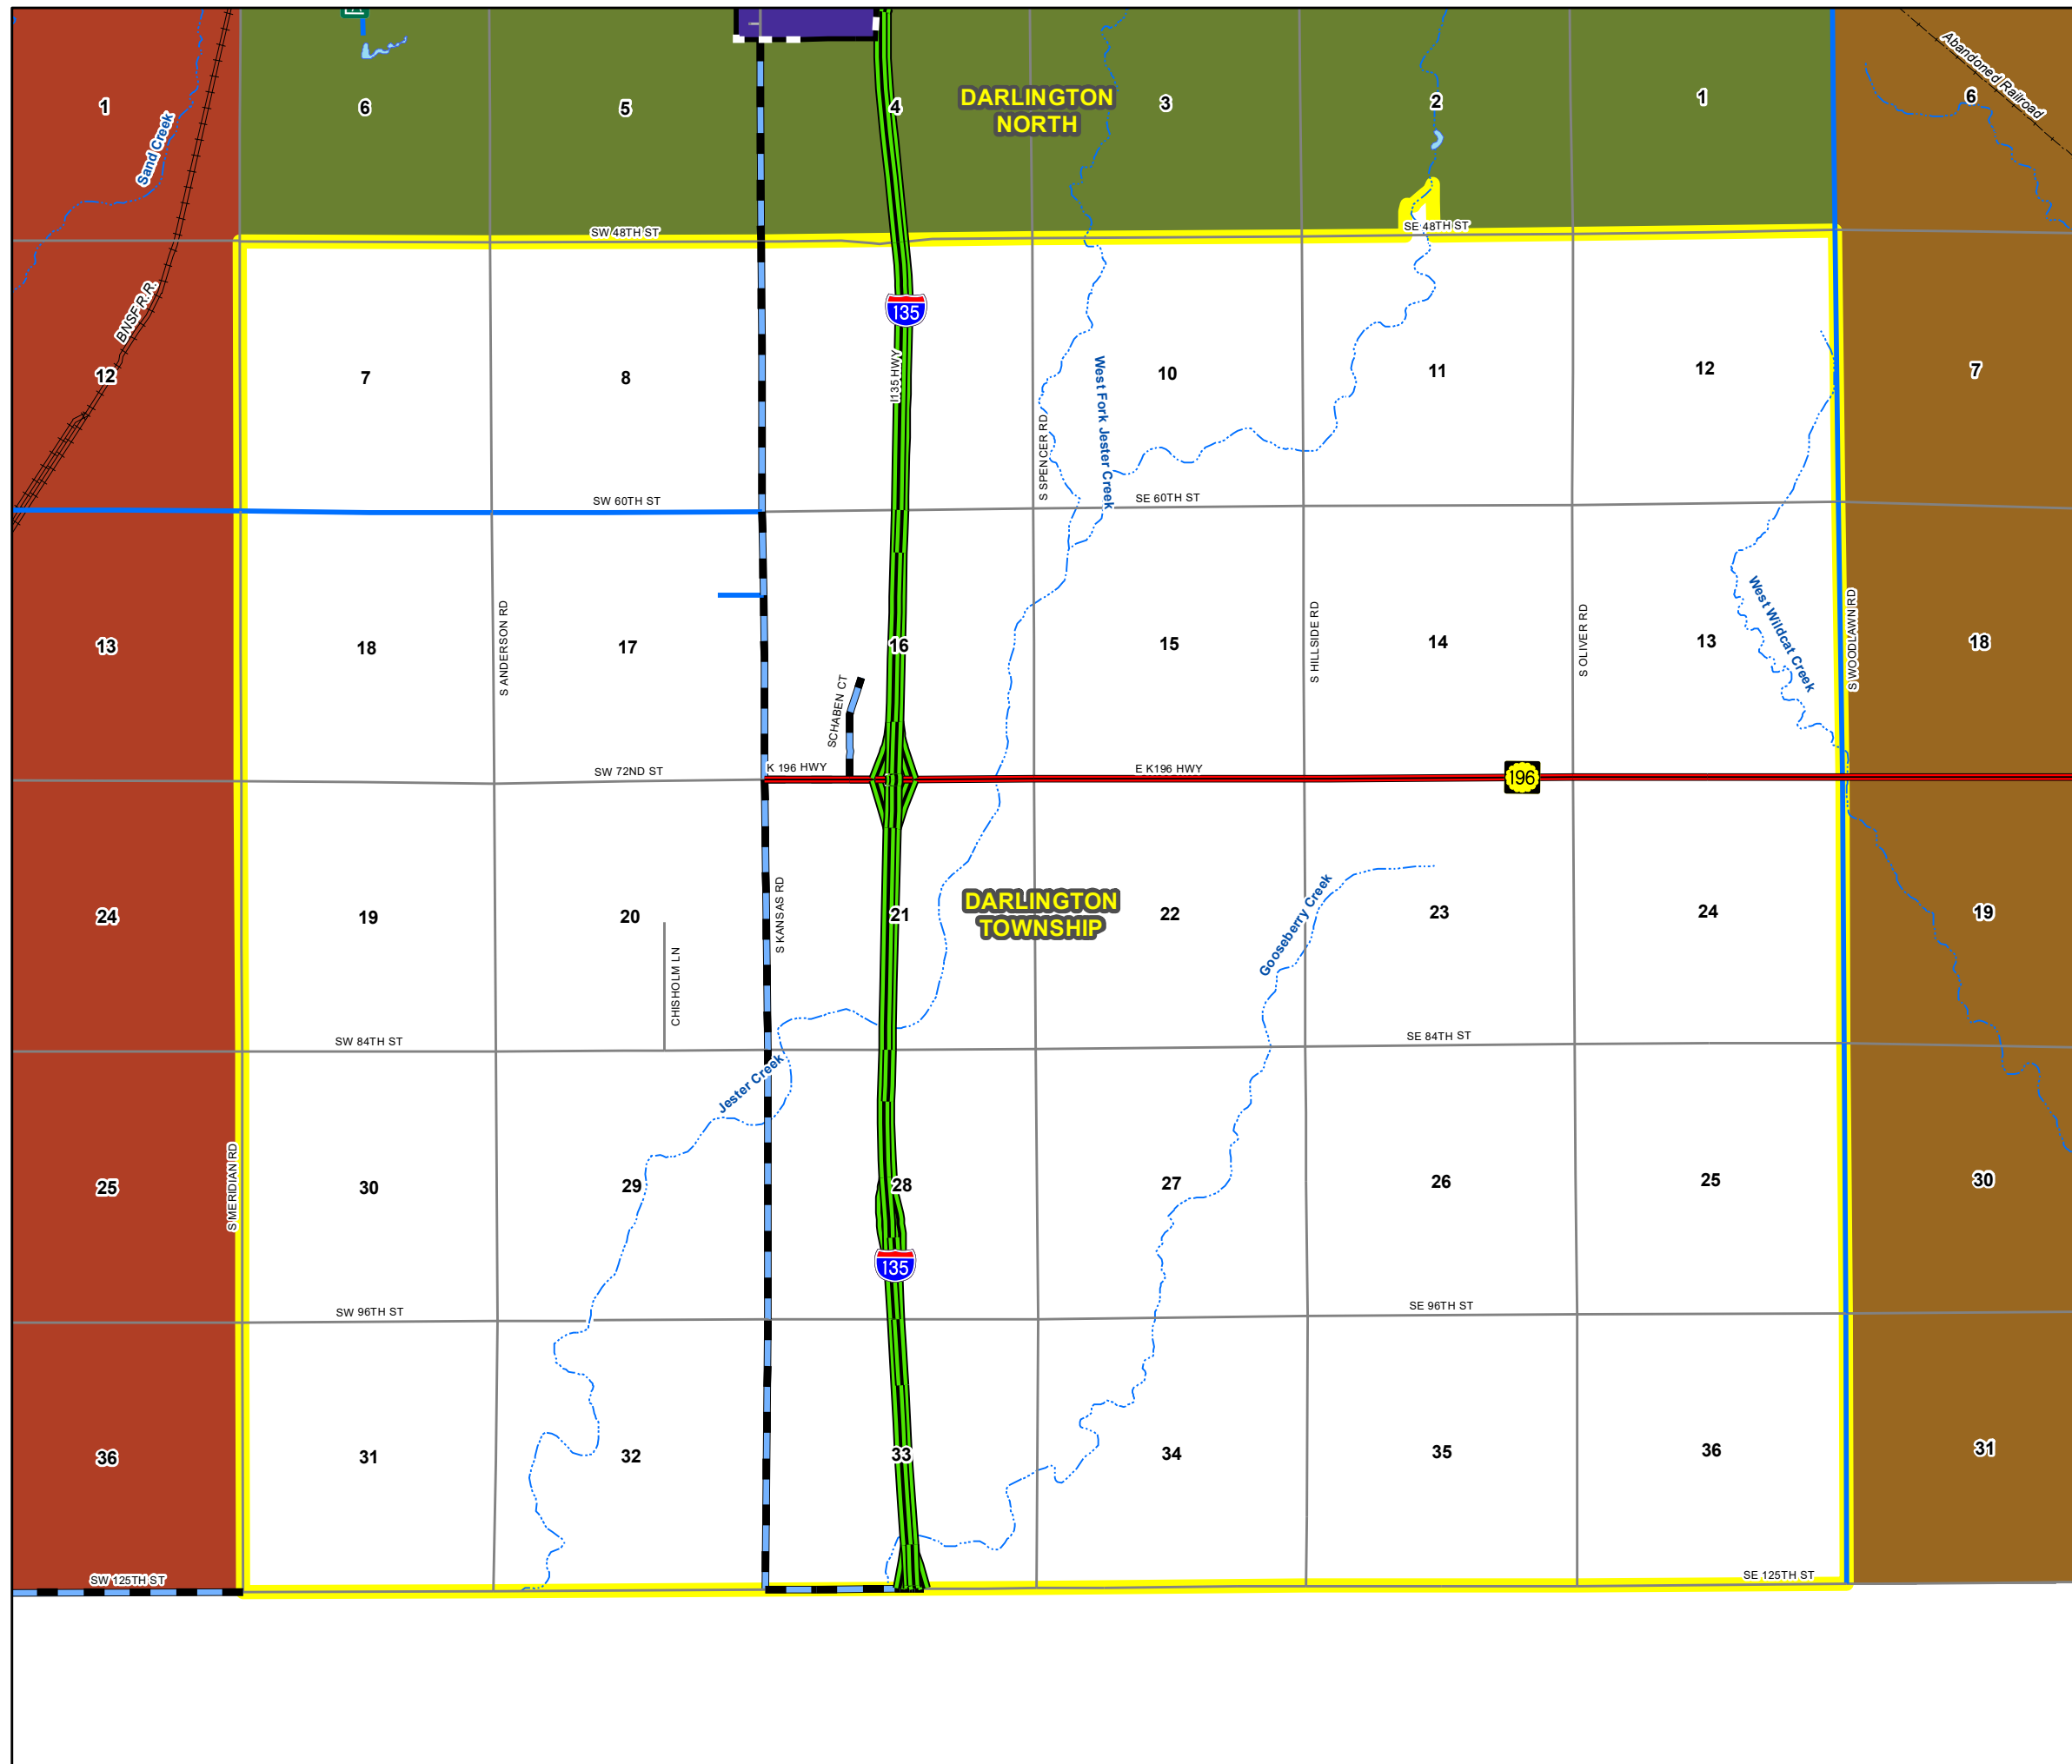 Abandoned Railroad
1
6
5
4
DARLINGTON
NORTH
3
2
1
6
Sand Creek
SW 48TH ST
SE 48TH ST
BNSF R.R.
135
I135 HWY
12
7
8
West Fork Jester Creek
10
11
12
7
S SPENCER RD
SW 60TH ST
SE 60TH ST
13
18
S ANDERSON RD
17
16
15
S HILLSIDE RD
14
S OLIVER RD
13
West Wildcat Creek
S WOODLAWN RD
18
SCHABEN CT
SW 72ND ST
K 196 HWY
E K196 HWY
196
24
19
20
S KANSAS RD
21
DARLINGTON
TOWNSHIP
22
Gooseberry Creek
23
24
19
CHISHOLM LN
SW 84TH ST
SE 84TH ST
Jester Creek
25
S MERIDIAN RD
30
29
28
27
26
25
30
135
SW 96TH ST
SE 96TH ST
36
31
32
33
34
35
36
31
SW 125TH ST
SE 125TH ST